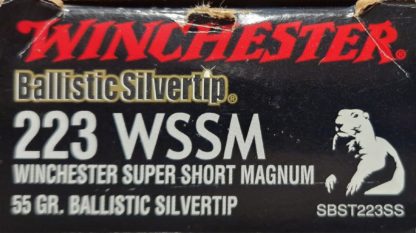 WINCHESTER®
Ballistic Silvertip®
223 WSSM
WINCHESTER SUPER SHORT MAGNUM
55 GR. BALLISTIC SILVERTIP
SBST223SS